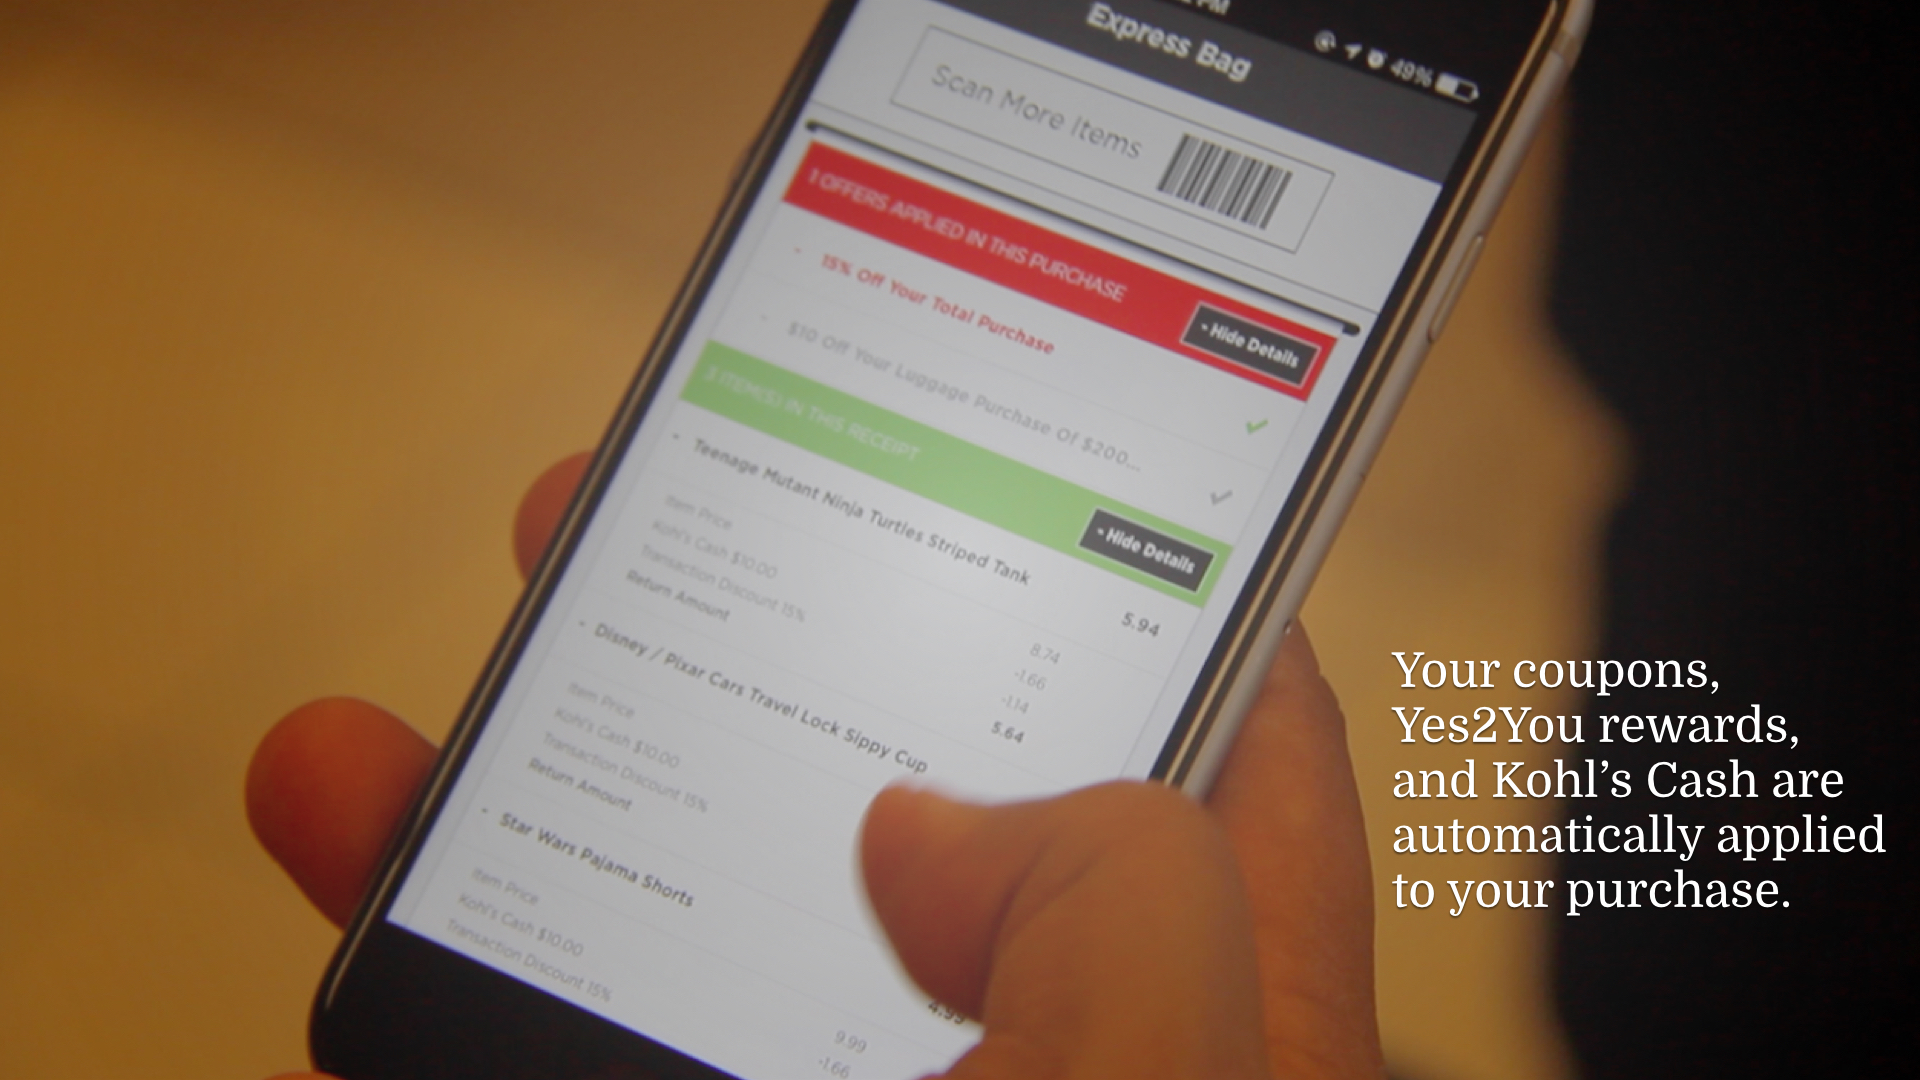 PM
49%
Express Bag
Scan More Items
1 OFFERS APPLIED IN THIS PURCHASE
- Hide Details
- 15% Off Your Total Purchase
- $10 Off Your Luggage Purchase Of $200...
3 ITEM(S) IN THIS RECEIPT
- Hide Details
- Teenage Mutant Ninja Turtles Striped Tank 5.94
Item Price 8.74
Kohl's Cash $10.00 -1.66
Transaction Discount 15% -1.14
Return Amount 5.64
- Disney / Pixar Cars Travel Lock Sippy Cup
Item Price
Kohl's Cash $10.00
Transaction Discount 15%
Return Amount
- Star Wars Pajama Shorts 4.99
Item Price 9.99
Kohl's Cash $10.00 -1.66
Transaction Discount 15%
Your coupons,
Yes2You rewards,
and Kohl’s Cash are
automatically applied
to your purchase.